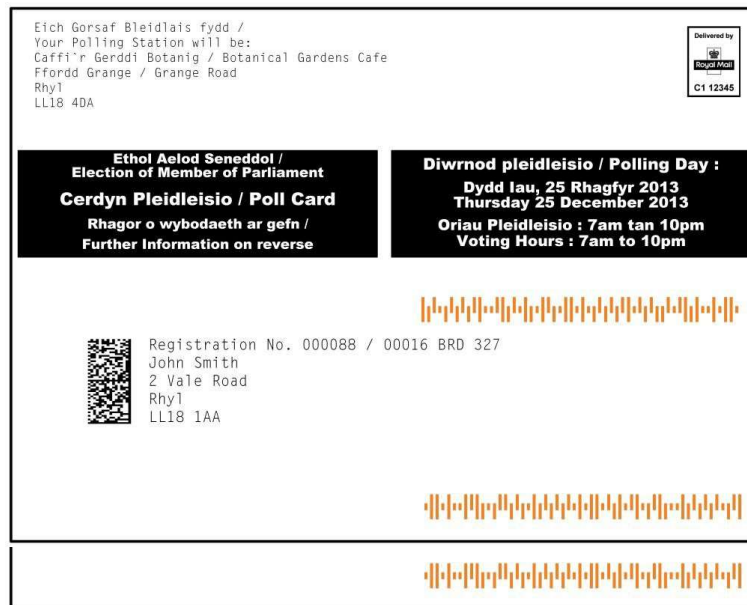 Eich Gorsaf Bleidlais fydd /
Your Polling Station will be:
Caffi'r Gerddi Botanig / Botanical Gardens Cafe
Ffordd Grange / Grange Road
Rhyl
LL18 4DA
Delivered by
Royal Mail
C1 12345
Ethol Aelod Seneddol /
Election of Member of Parliament
Cerdyn Pleidleisio / Poll Card
Rhagor o wybodaeth ar gefn /
Further Information on reverse
Diwrnod pleidleisio / Polling Day :
Dydd Iau, 25 Rhagfyr 2013
Thursday 25 December 2013
Oriau Pleidleisio : 7am tan 10pm
Voting Hours : 7am to 10pm
Registration No. 000088 / 00016 BRD 327
John Smith
2 Vale Road
Rhyl
LL18 1AA